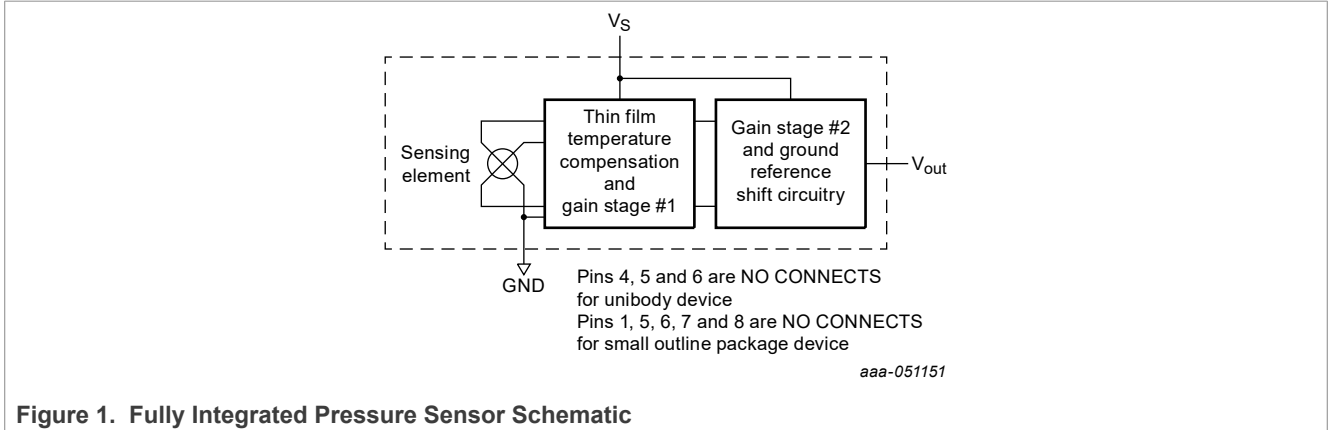 VS
Sensing
element
Thin film
temperature
compensation
and
gain stage #1
Gain stage #2
and ground
reference
shift circuitry
Vout
GND
Pins 4, 5 and 6 are NO CONNECTS
for unibody device
Pins 1, 5, 6, 7 and 8 are NO CONNECTS
for small outline package device
aaa-051151
Figure 1. Fully Integrated Pressure Sensor Schematic